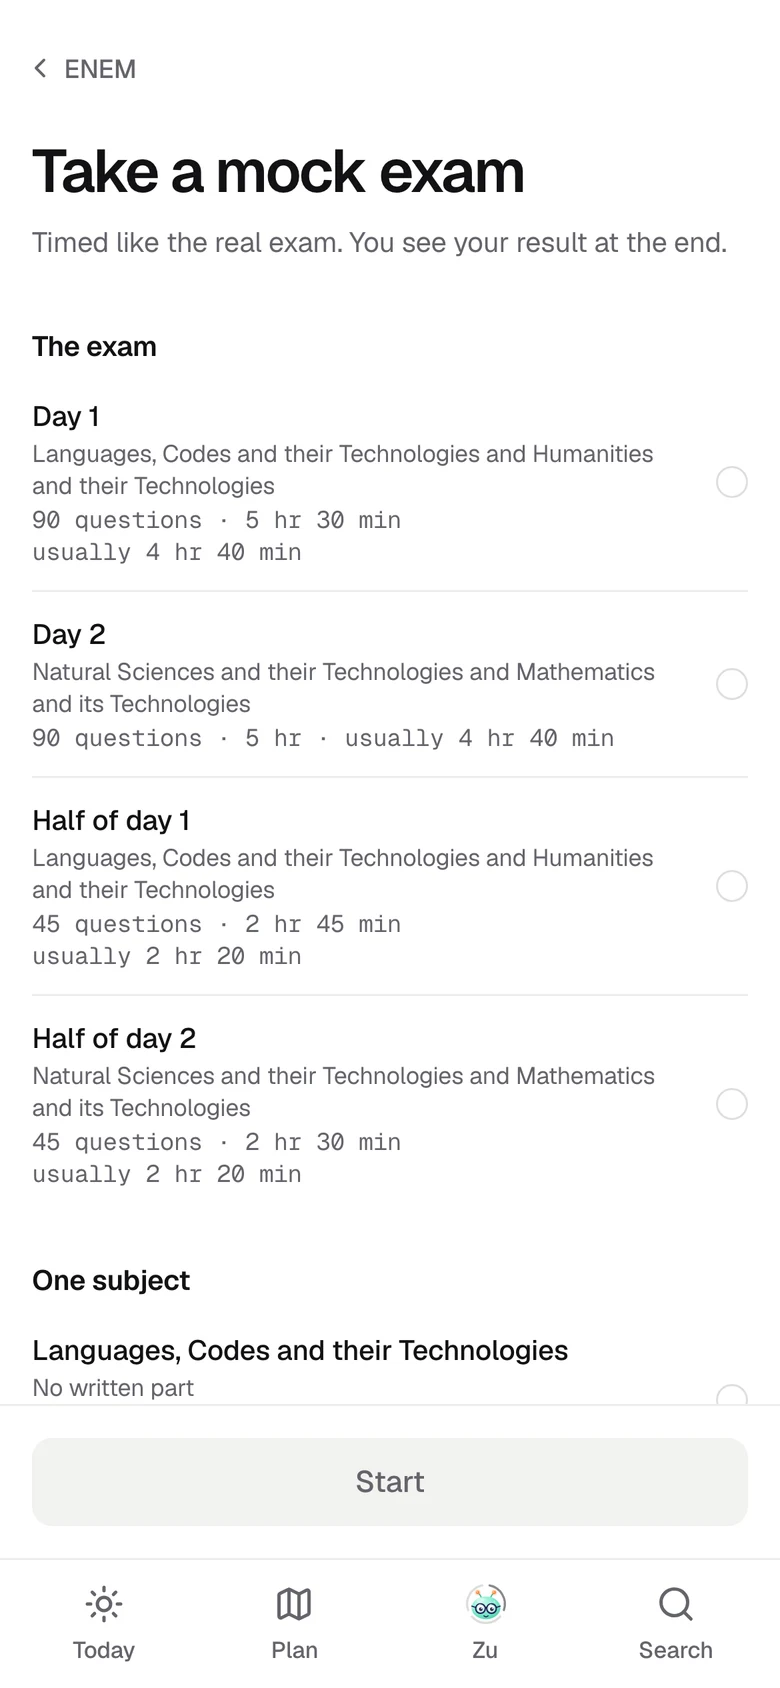 ENEM
Take a mock exam
Timed like the real exam. You see your result at the end.
The exam
Day 1
Languages, Codes and their Technologies and Humanities
and their Technologies
90 questions · 5 hr 30 min
usually 4 hr 40 min
Day 2
Natural Sciences and their Technologies and Mathematics
and its Technologies
90 questions · 5 hr · usually 4 hr 40 min
Half of day 1
Languages, Codes and their Technologies and Humanities
and their Technologies
45 questions · 2 hr 45 min
usually 2 hr 20 min
Half of day 2
Natural Sciences and their Technologies and Mathematics
and its Technologies
45 questions · 2 hr 30 min
usually 2 hr 20 min
One subject
Languages, Codes and their Technologies
No written part
Start
Today
Plan
Zu
Search